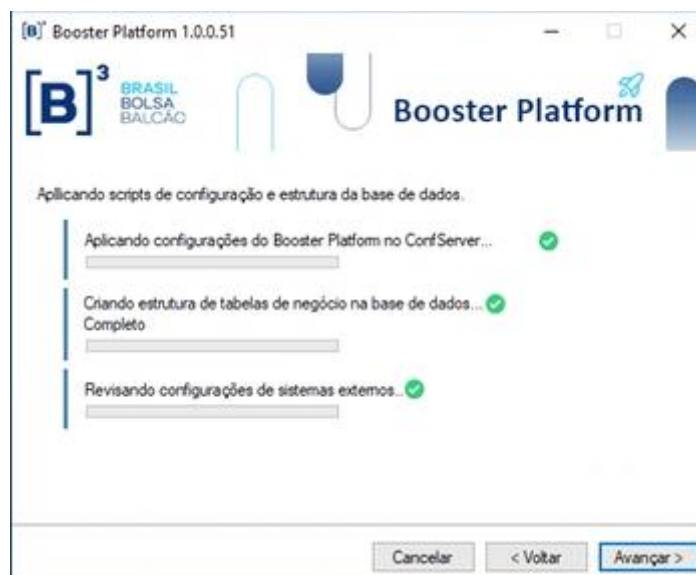 [B]³ Booster Platform 1.0.0.51
[B]³
BRASIL
BOLSA
BALCÃO
Booster Platform
Apllicando scripts de configuração e estrutura da base de dados.
Aplicando configurações do Booster Platform no ConfServer...
Criando estrutura de tabelas de negócio na base de dados...
Completo
Revisando configurações de sistemas externos...
Cancelar
< Voltar
Avançar >